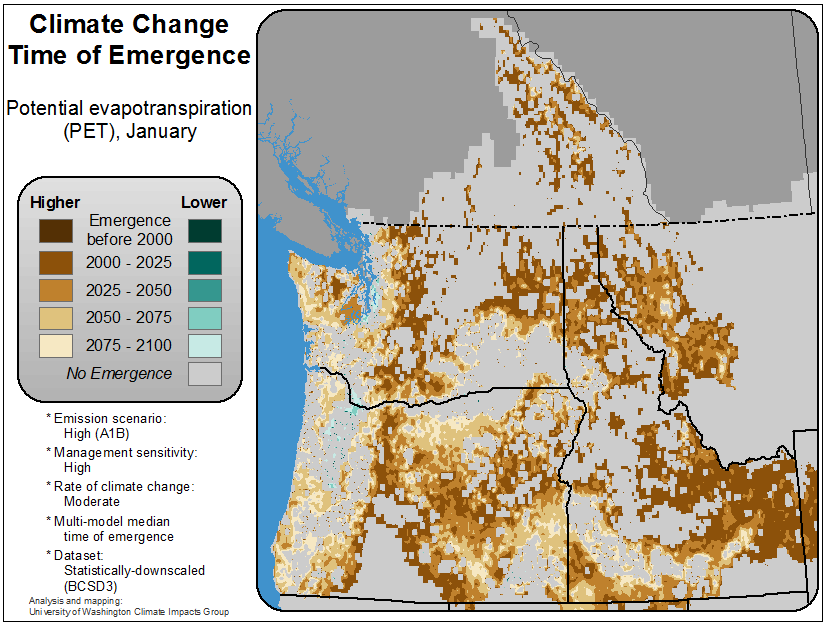 Climate Change
Time of Emergence
Potential evapotranspiration
(PET), January
Higher
Lower
Emergence
before 2000
2000 - 2025
2025 - 2050
2050 - 2075
2075 - 2100
No Emergence
* Emission scenario:
High (A1B)
* Management sensitivity:
High
* Rate of climate change:
Moderate
* Multi-model median
time of emergence
* Dataset:
Statistically-downscaled
(BCSD3)
Analysis and mapping:
University of Washington Climate Impacts Group